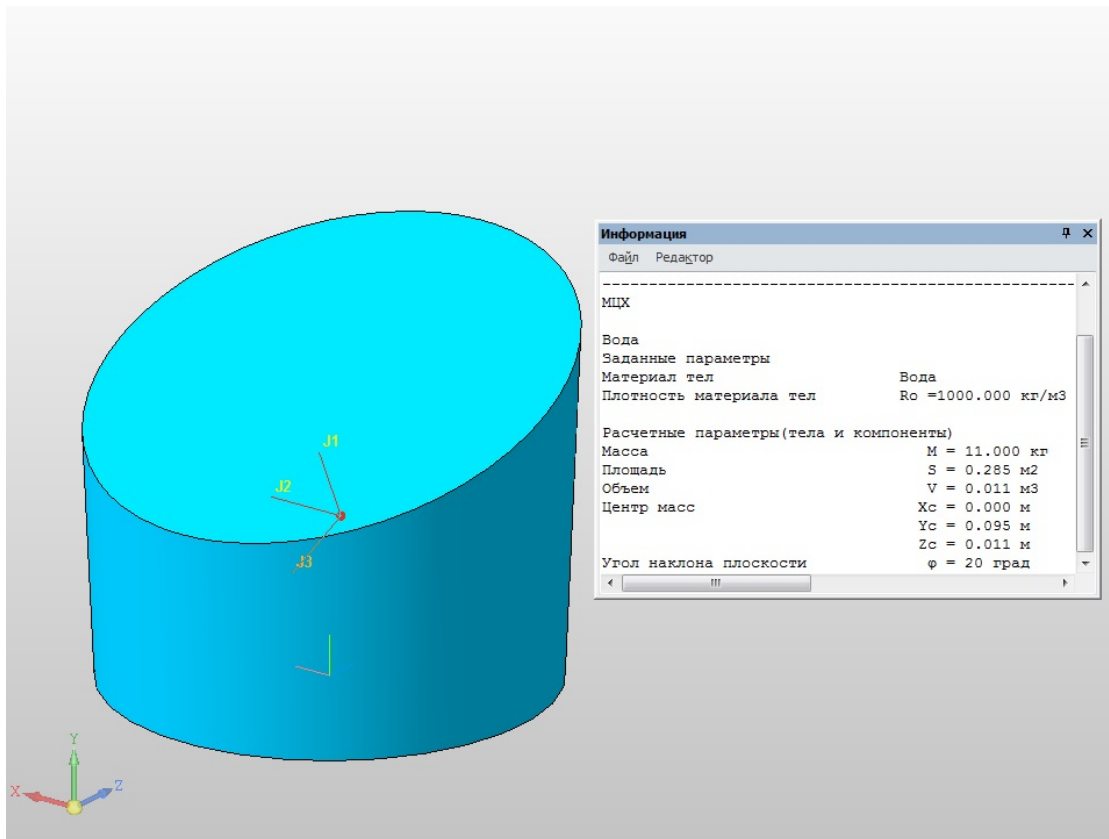 J1
J2
J3
Y
X
Z
Информация
Файл Редактор
МЦХ
Вода
Заданные параметры
Материал тел Вода
Плотность материала тел Ro =1000.000 кг/м3
Расчетные параметры(тела и компоненты)
Масса M = 11.000 кг
Площадь S = 0.285 м2
Объем V = 0.011 м3
Центр масс Xc = 0.000 м
Yc = 0.095 м
Zc = 0.011 м
Угол наклона плоскости φ = 20 град